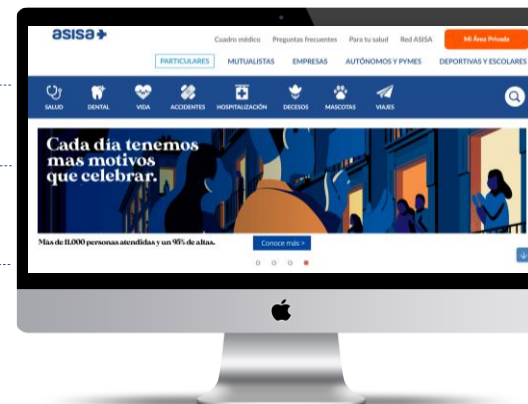 asisa+
Cuadro médico Preguntas frecuentes Para tu salud Red ASISA Mi Área Privada
PARTICULARES MUTUALISTAS EMPRESAS AUTÓNOMOS Y PYMES DEPORTIVAS Y ESCOLARES
SALUD DENTAL VIDA ACCIDENTES HOSPITALIZACIÓN DECESOS MASCOTAS VIAJES
Cada día tenemos
mas motivos
que celebrar.
Más de 11.000 personas atendidas y un 95% de altas.
Conoce más >